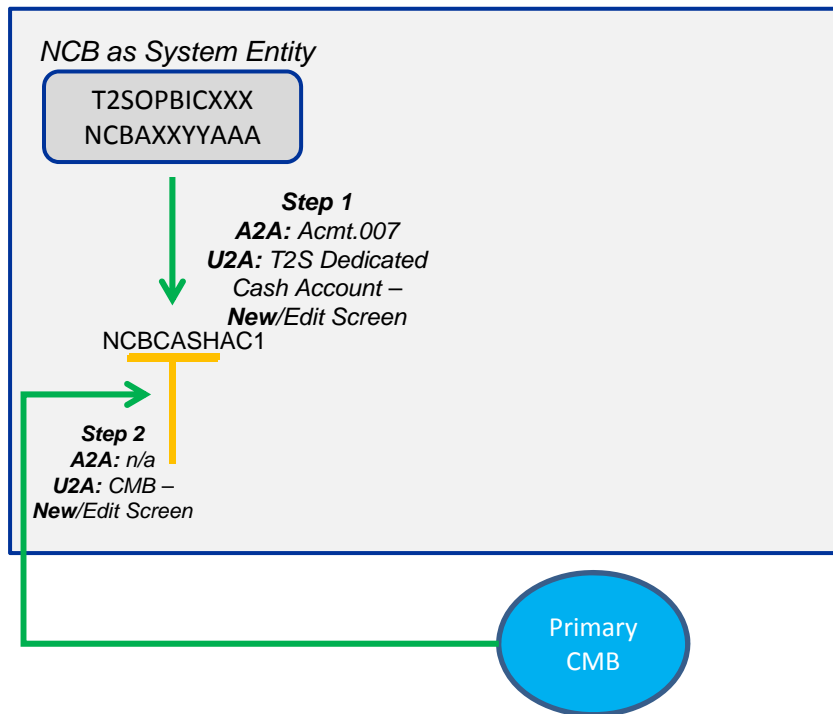 NCB as System Entity
T2SOPBICXXX
NCBAXXYYAAA
Step 1
A2A: Acmt.007
U2A: T2S Dedicated
Cash Account –
New/Edit Screen
NCBCASHAC1
Step 2
A2A: n/a
U2A: CMB –
New/Edit Screen
Primary
CMB